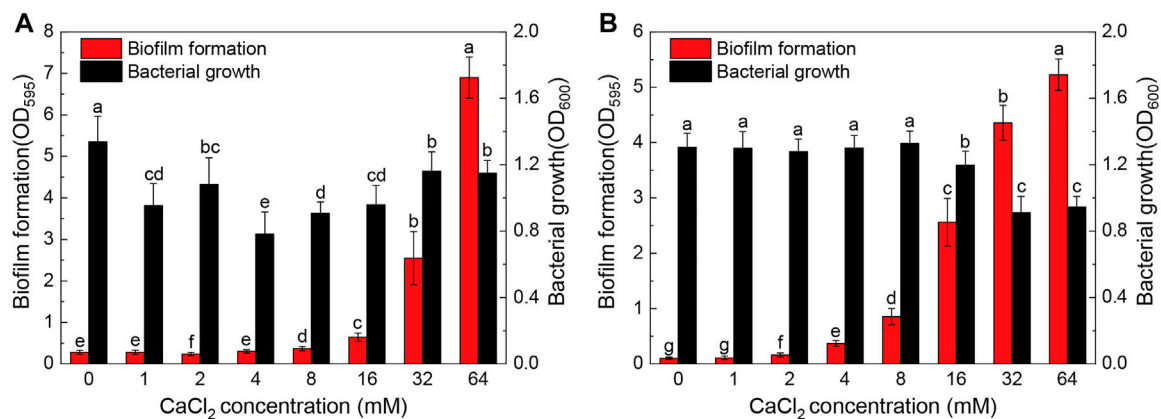 A
Biofilm formation
Bacterial growth
Biofilm formation(OD595)
8
7
6
5
4
3
2
1
0
2.0
1.6
1.2
0.8
0.4
0.0
Bacterial growth(OD600)
e a e cd f bc e e d d c cd b b a b
0 1 2 4 8 16 32 64
CaCl2 concentration (mM)
B
Biofilm formation
Bacterial growth
Biofilm formation(OD595)
6
5
4
3
2
1
0
2.0
1.6
1.2
0.8
0.4
0.0
Bacterial growth(OD600)
g a g a f a e a d a c b b c a c
0 1 2 4 8 16 32 64
CaCl2 concentration (mM)